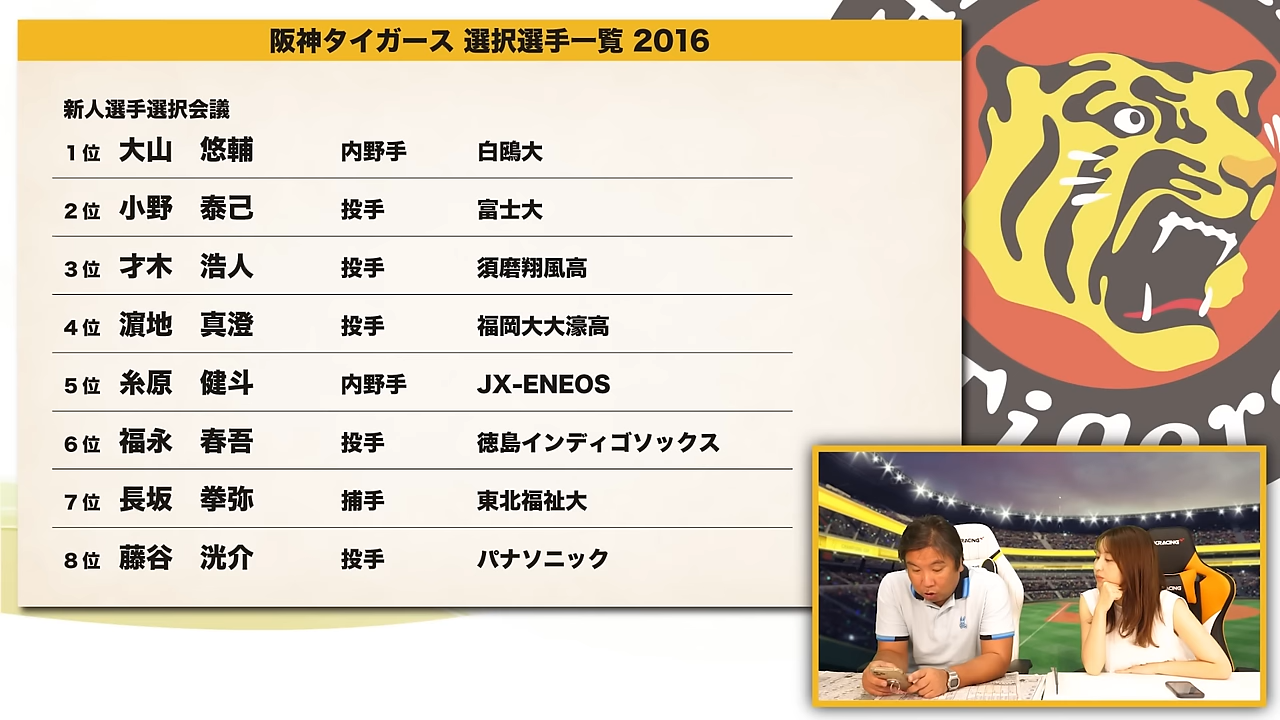 阪神タイガース 選択選手一覧 2016
新人選手選択会議
1位 大山 悠輔 内野手 白鴎大
2位 小野 泰己 投手 富士大
3位 才木 浩人 投手 須磨翔風高
4位 濵地 真澄 投手 福岡大大濠高
5位 糸原 健斗 内野手 JX-ENEOS
6位 福永 春吾 投手 徳島インディゴソックス
7位 長坂 拳弥 捕手 東北福祉大
8位 藤谷 洸介 投手 パナソニック
Tigers